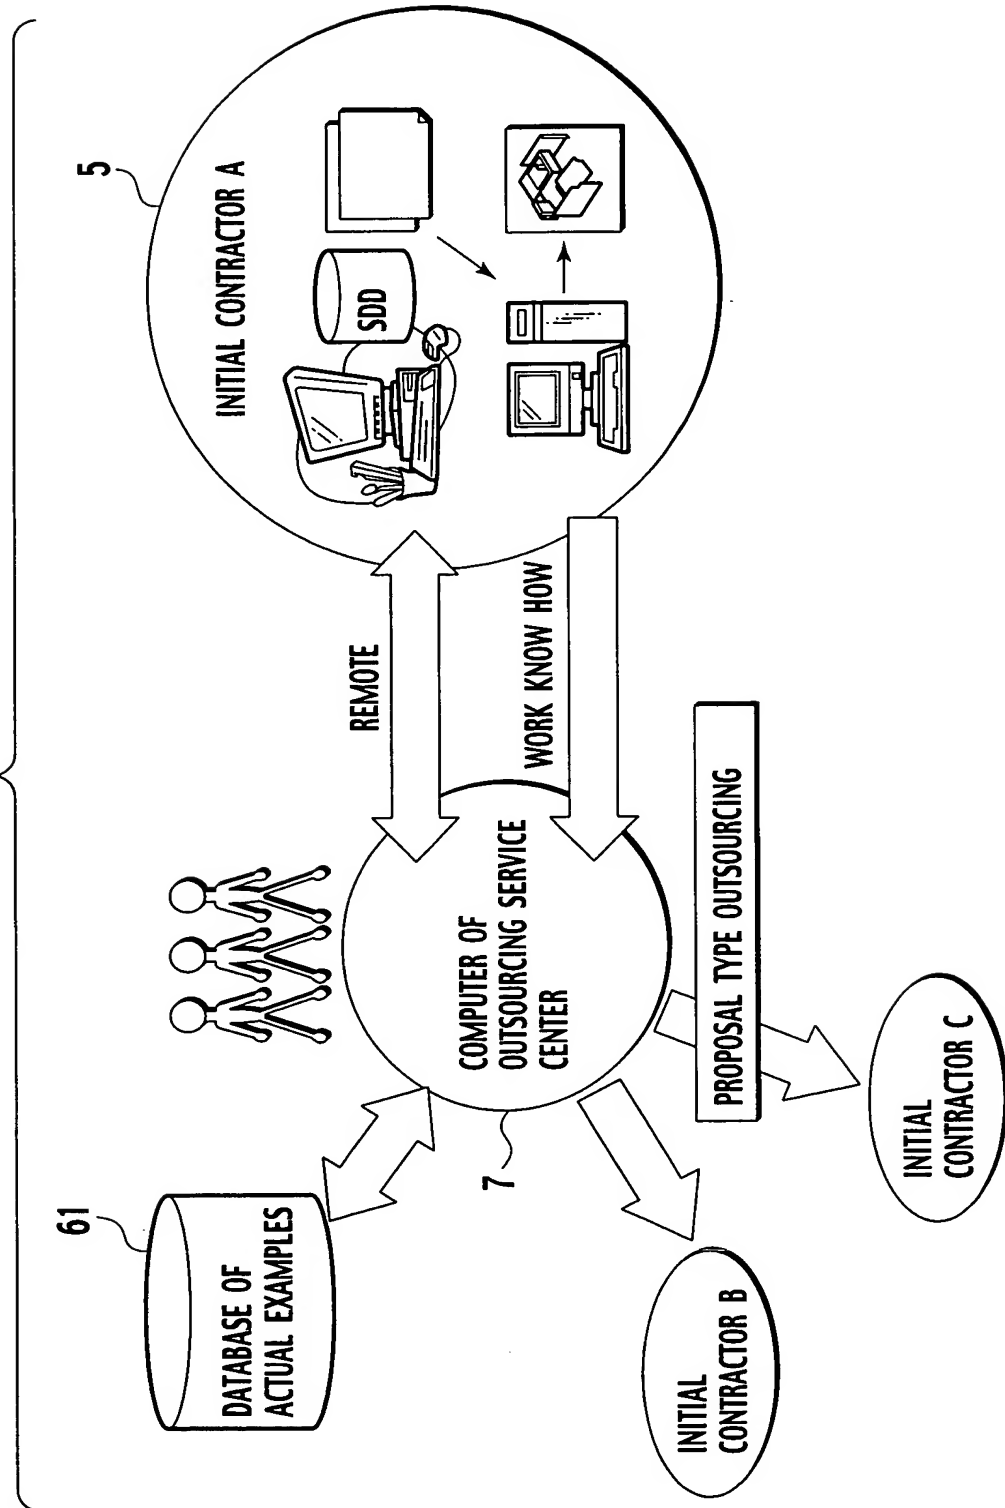 5
INITIAL CONTRACTOR A
SDD
REMOTE
WORK KNOW HOW
61
DATABASE OF
ACTUAL EXAMPLES
COMPUTER OF
OUTSOURCING SERVICE
CENTER
7
PROPOSAL TYPE OUTSOURCING
INITIAL
CONTRACTOR B
INITIAL
CONTRACTOR C